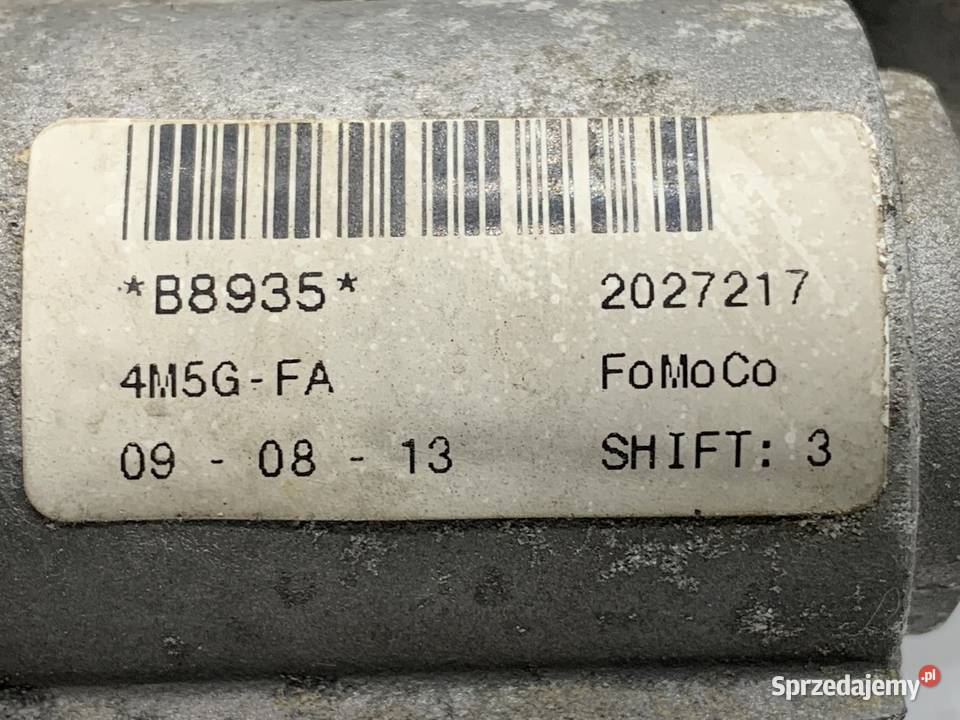 *B8935* 2027217
4M5G-FA FoMoCo
09 - 08 - 13 SHIFT: 3
Sprzedajemy.pl